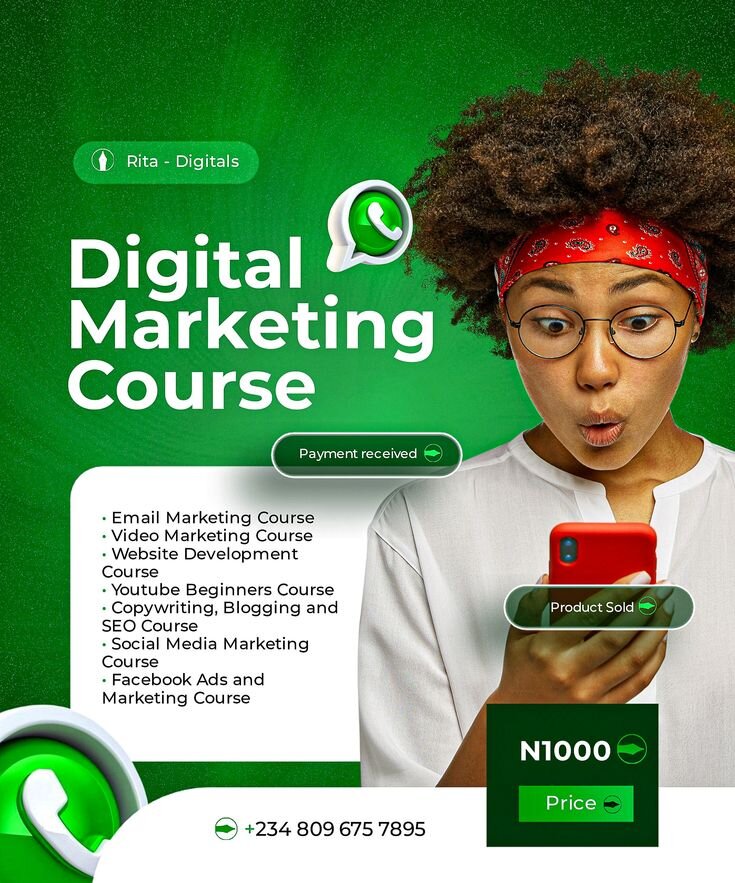 Rita - Digitals
Digital
Marketing
Course
Payment received
• Email Marketing Course
• Video Marketing Course
• Website Development
Course
• Youtube Beginners Course
• Copywriting, Blogging and
SEO Course
• Social Media Marketing
Course
• Facebook Ads and
Marketing Course
Product Sold
N1000
Price
+234 809 675 7895